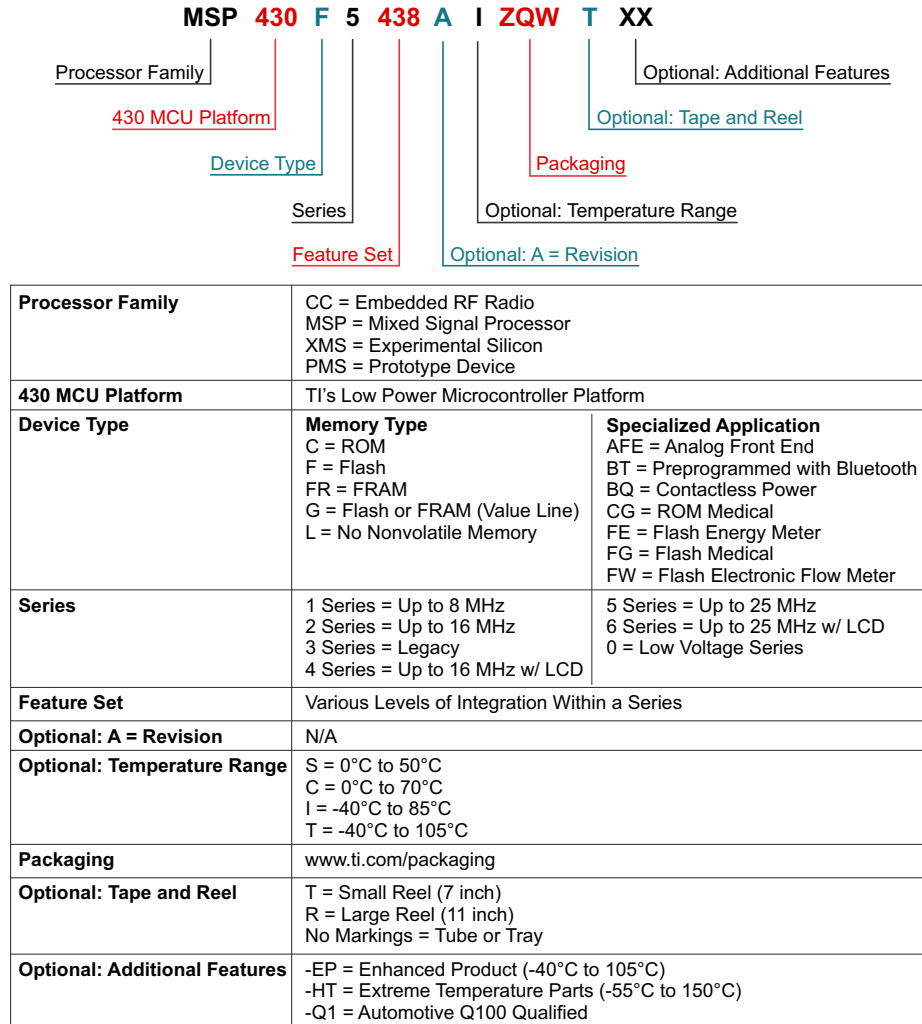 MSP 430 F 5 438 A I ZQW T XX
Processor Family
Optional: Additional Features
430 MCU Platform
Optional: Tape and Reel
Device Type
Packaging
Series
Optional: Temperature Range
Feature Set
Optional: A = Revision
Processor Family
CC = Embedded RF Radio
MSP = Mixed Signal Processor
XMS = Experimental Silicon
PMS = Prototype Device
430 MCU Platform
TI's Low Power Microcontroller Platform
Device Type
Memory Type
C = ROM
F = Flash
FR = FRAM
G = Flash or FRAM (Value Line)
L = No Nonvolatile Memory
Specialized Application
AFE = Analog Front End
BT = Preprogrammed with Bluetooth
BQ = Contactless Power
CG = ROM Medical
FE = Flash Energy Meter
FG = Flash Medical
FW = Flash Electronic Flow Meter
Series
1 Series = Up to 8 MHz
2 Series = Up to 16 MHz
3 Series = Legacy
4 Series = Up to 16 MHz w/ LCD
5 Series = Up to 25 MHz
6 Series = Up to 25 MHz w/ LCD
0 = Low Voltage Series
Feature Set
Various Levels of Integration Within a Series
Optional: A = Revision
N/A
Optional: Temperature Range
S = 0°C to 50°C
C = 0°C to 70°C
I = -40°C to 85°C
T = -40°C to 105°C
Packaging
www.ti.com/packaging
Optional: Tape and Reel
T = Small Reel (7 inch)
R = Large Reel (11 inch)
No Markings = Tube or Tray
Optional: Additional Features
-EP = Enhanced Product (-40°C to 105°C)
-HT = Extreme Temperature Parts (-55°C to 150°C)
-Q1 = Automotive Q100 Qualified